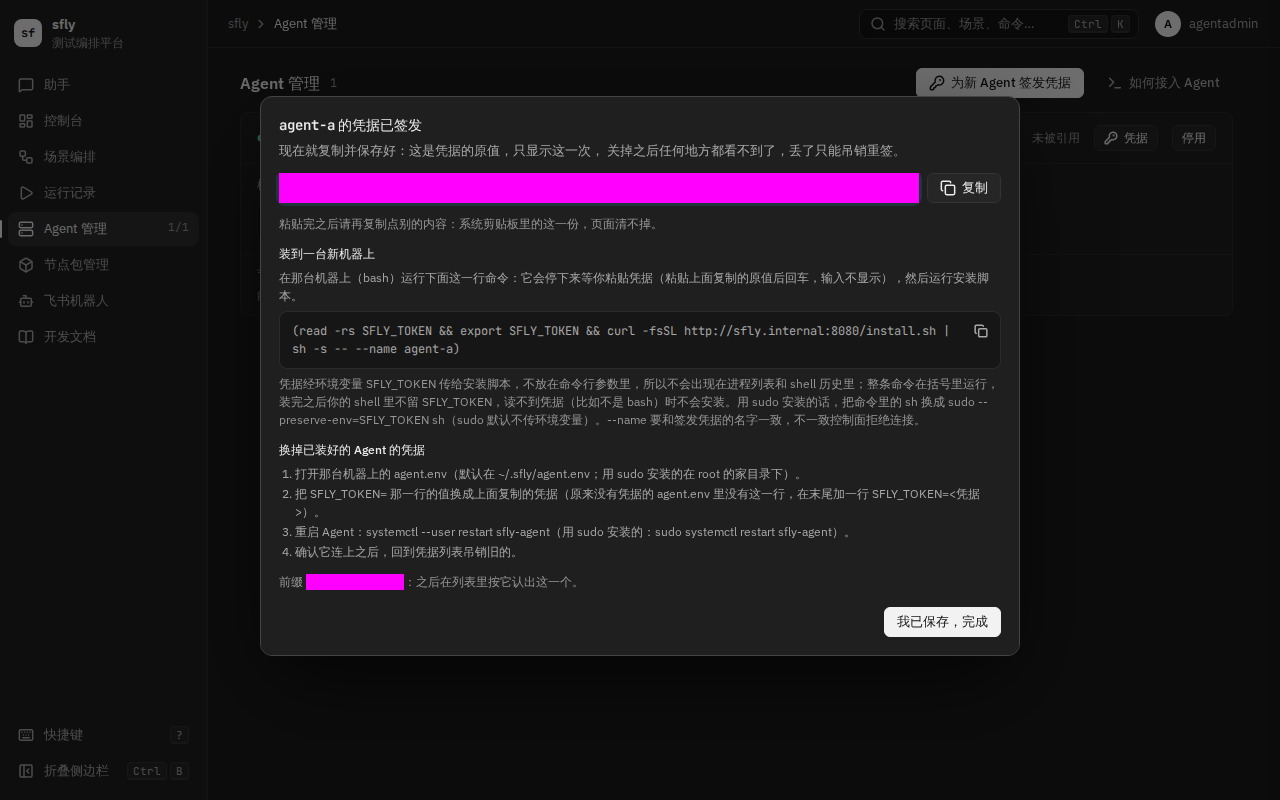 sf
sfly
测试编排平台
sfly
Agent 管理
搜索页面、场景、命令...
Ctrl
K
A
agentadmin
助手
控制台
场景编排
运行记录
Agent 管理
1/1
节点包管理
飞书机器人
开发文档
快捷键
?
折叠侧边栏
Ctrl
B
Agent 管理
1
为新 Agent 签发凭据
如何接入 Agent
未被引用
凭据
停用
agent-a 的凭据已签发
现在就复制并保存好：这是凭据的原值，只显示这一次， 关掉之后任何地方都看不到了，丢了只能吊销重签。
复制
粘贴完之后请再复制点别的内容：系统剪贴板里的这一份，页面清不掉。
装到一台新机器上
在那台机器上（bash）运行下面这一行命令：它会停下来等你粘贴凭据（粘贴上面复制的原值后回车，输入不显示），然后运行安装脚
本。
(read -rs SFLY_TOKEN && export SFLY_TOKEN && curl -fsSL http://sfly.internal:8080/install.sh |
sh -s -- --name agent-a)
凭据经环境变量 SFLY_TOKEN 传给安装脚本，不放在命令行参数里，所以不会出现在进程列表和 shell 历史里；整条命令在括号里运行，
装完之后你的 shell 里不留 SFLY_TOKEN，读不到凭据（比如不是 bash）时不会安装。用 sudo 安装的话，把命令里的 sh 换成 sudo --
preserve-env=SFLY_TOKEN sh（sudo 默认不传环境变量）。--name 要和签发凭据的名字一致，不一致控制面拒绝连接。
换掉已装好的 Agent 的凭据
1. 打开那台机器上的 agent.env（默认在 ~/.sfly/agent.env；用 sudo 安装的在 root 的家目录下）。
2. 把 SFLY_TOKEN= 那一行的值换成上面复制的凭据（原来没有凭据的 agent.env 里没有这一行，在末尾加一行 SFLY_TOKEN=<凭据
>）。
3. 重启 Agent：systemctl --user restart sfly-agent（用 sudo 安装的：sudo systemctl restart sfly-agent）。
4. 确认它连上之后，回到凭据列表吊销旧的。
前缀 ：之后在列表里按它认出这一个。
我已保存，完成